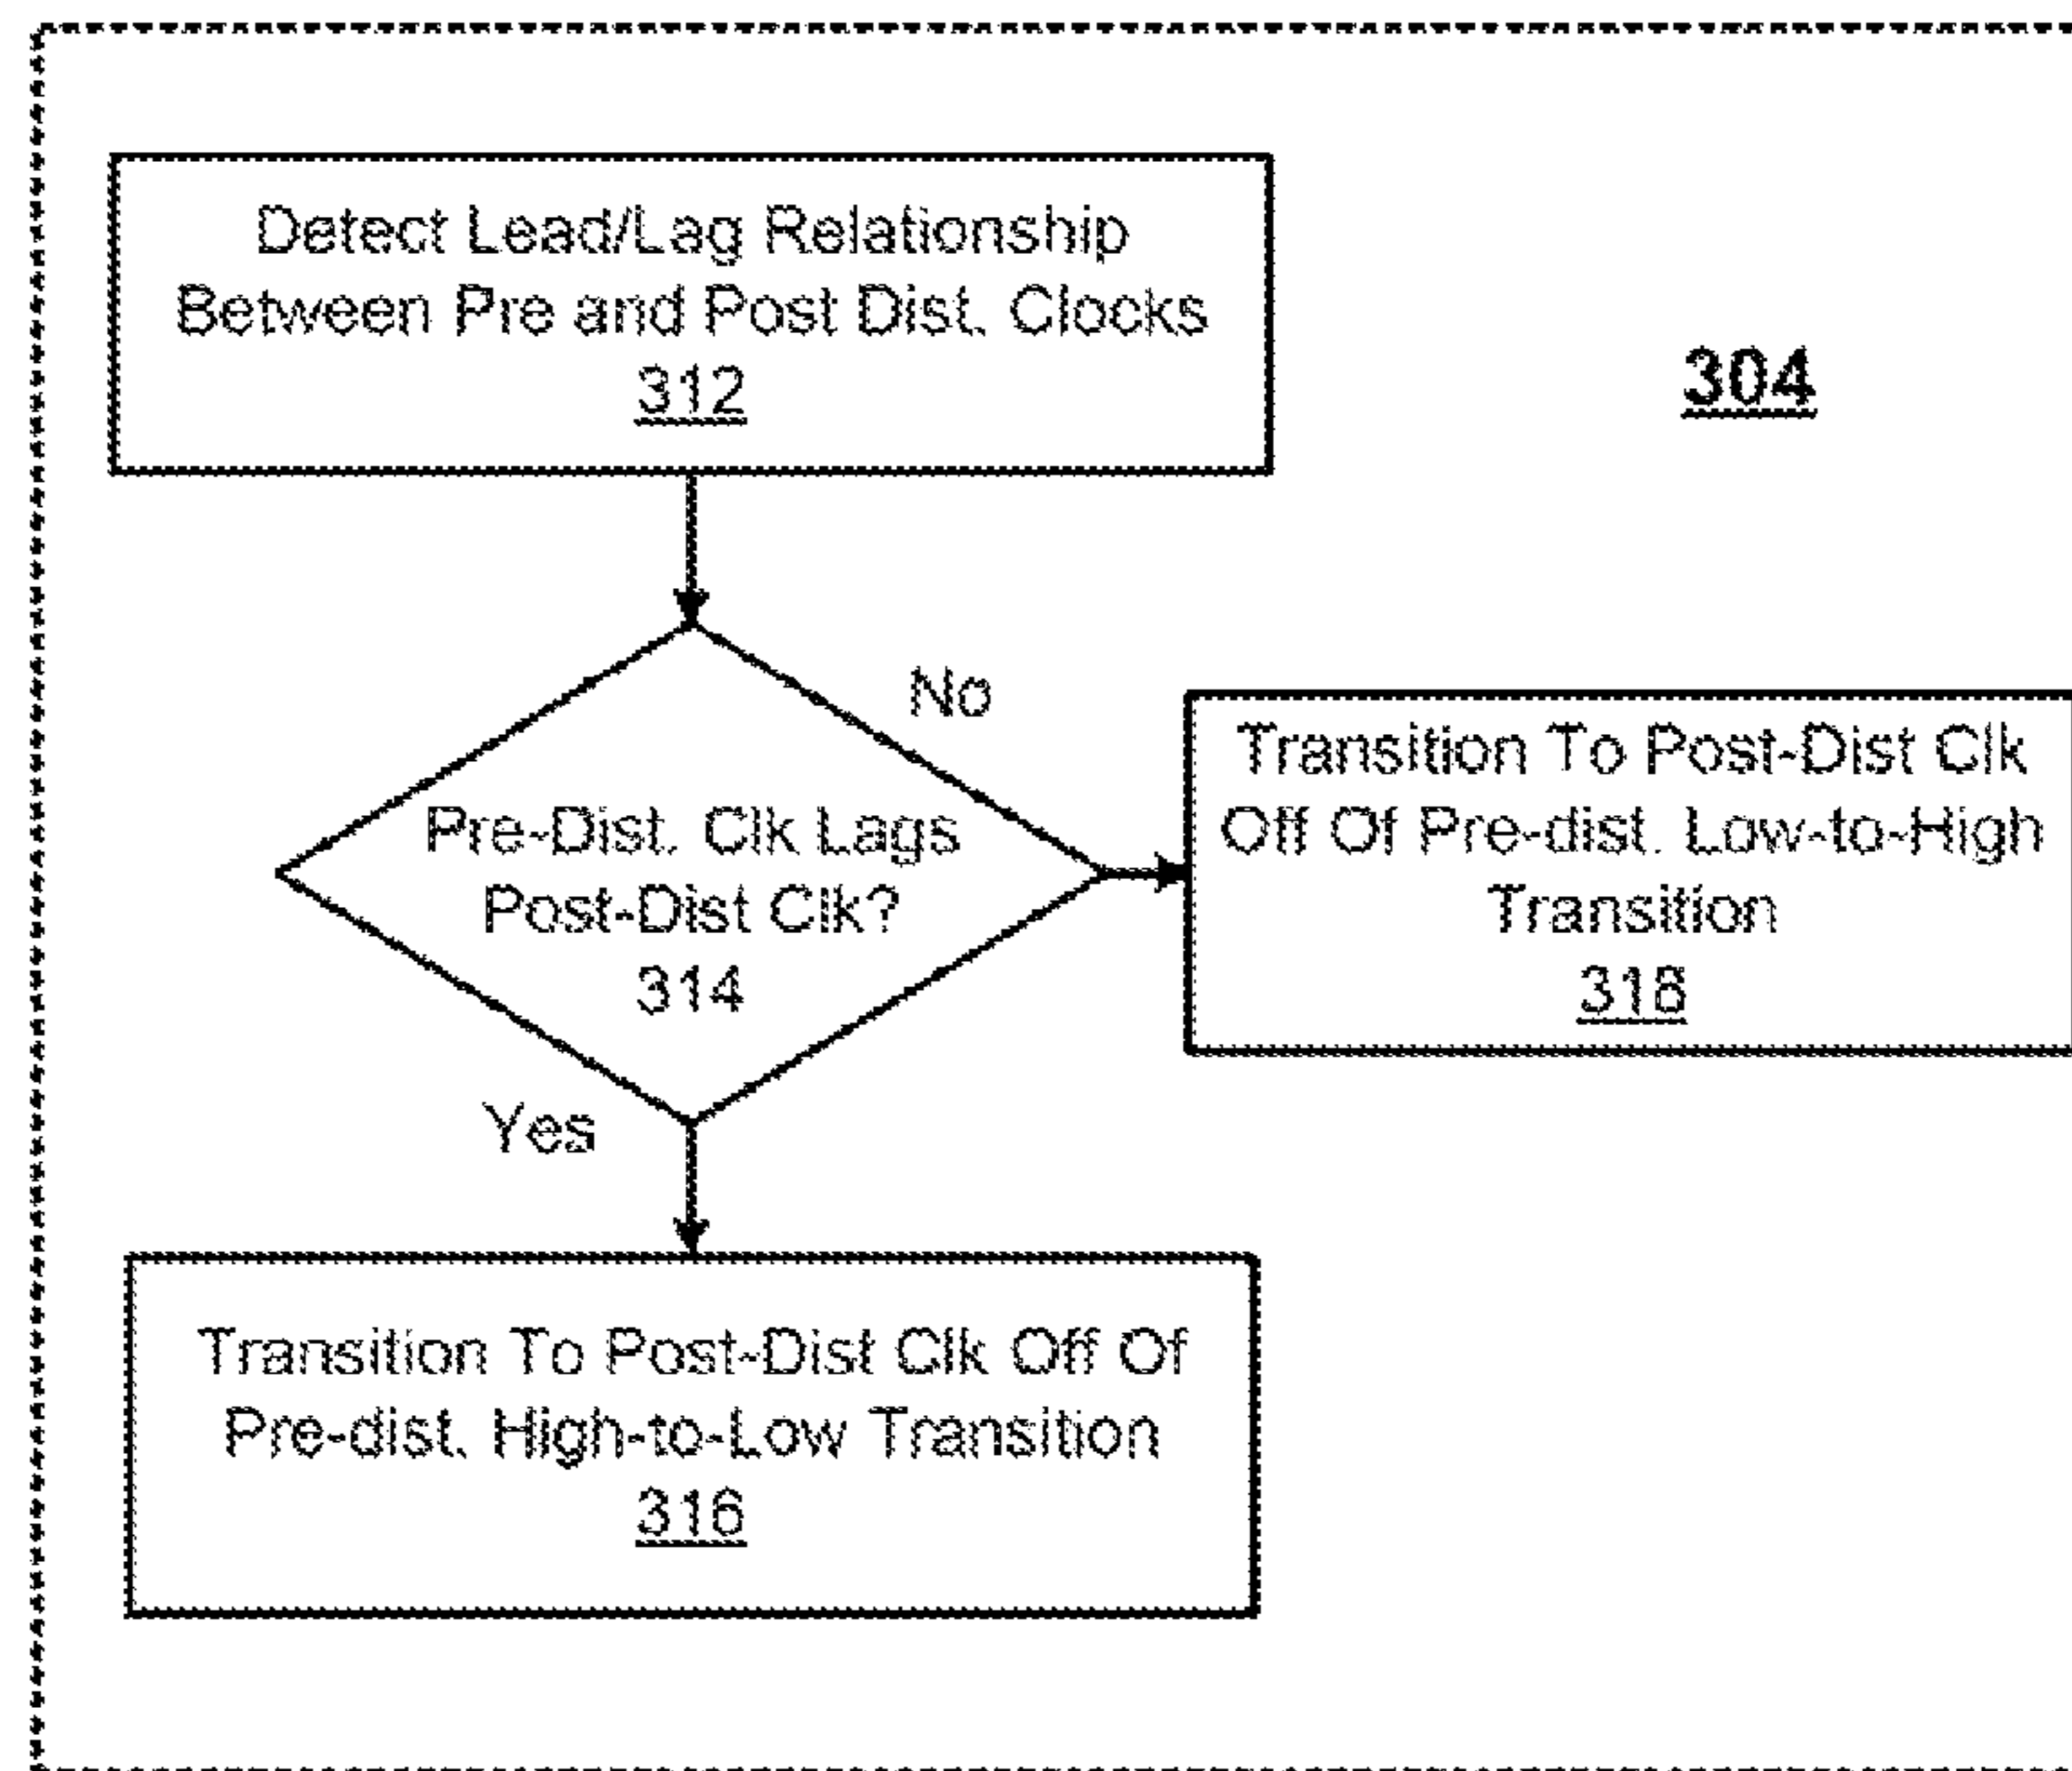 Detect Lead/Lag Relationship
Between Pre and Post Dist. Clocks
312
304
No
Transition To Post-Dist Clk
Off Of Pre-dist. Low-to-High
Transition
318
Pre-Dist. Clk Lags
Post-Dist Clk?
314
Yes
Transition To Post-Dist Clk Off Of
Pre-dist. High-to-Low Transition
316